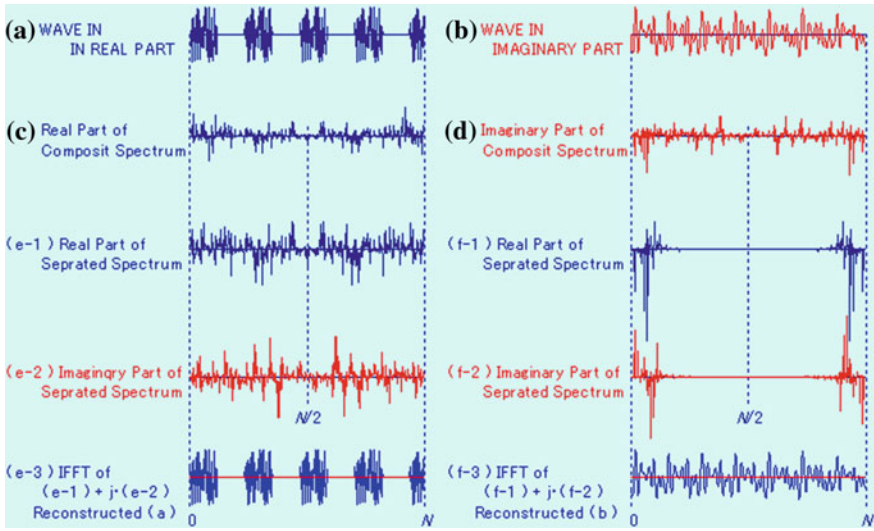 (a) WAVE IN
IN REAL PART
(c) Real Part of
Composit Spectrum
(e-1) Real Part of
Seprated Spectrum
(e-2) Imaginqry Part of
Seprated Spectrum
N/2
(e-3) IFFT of
(e-1) + j·(e-2)
Reconstructed (a)
0
N
(b) WAVE IN
IMAGINARY PART
(d) Imaginary Part of
Composit Spectrum
(f-1) Real Part of
Seprated Spectrum
(f-2) Imaginary Part of
Seprated Spectrum
N/2
(f-3) IFFT of
(f-1) + j·(f-2)
Reconstructed (b)
0
N